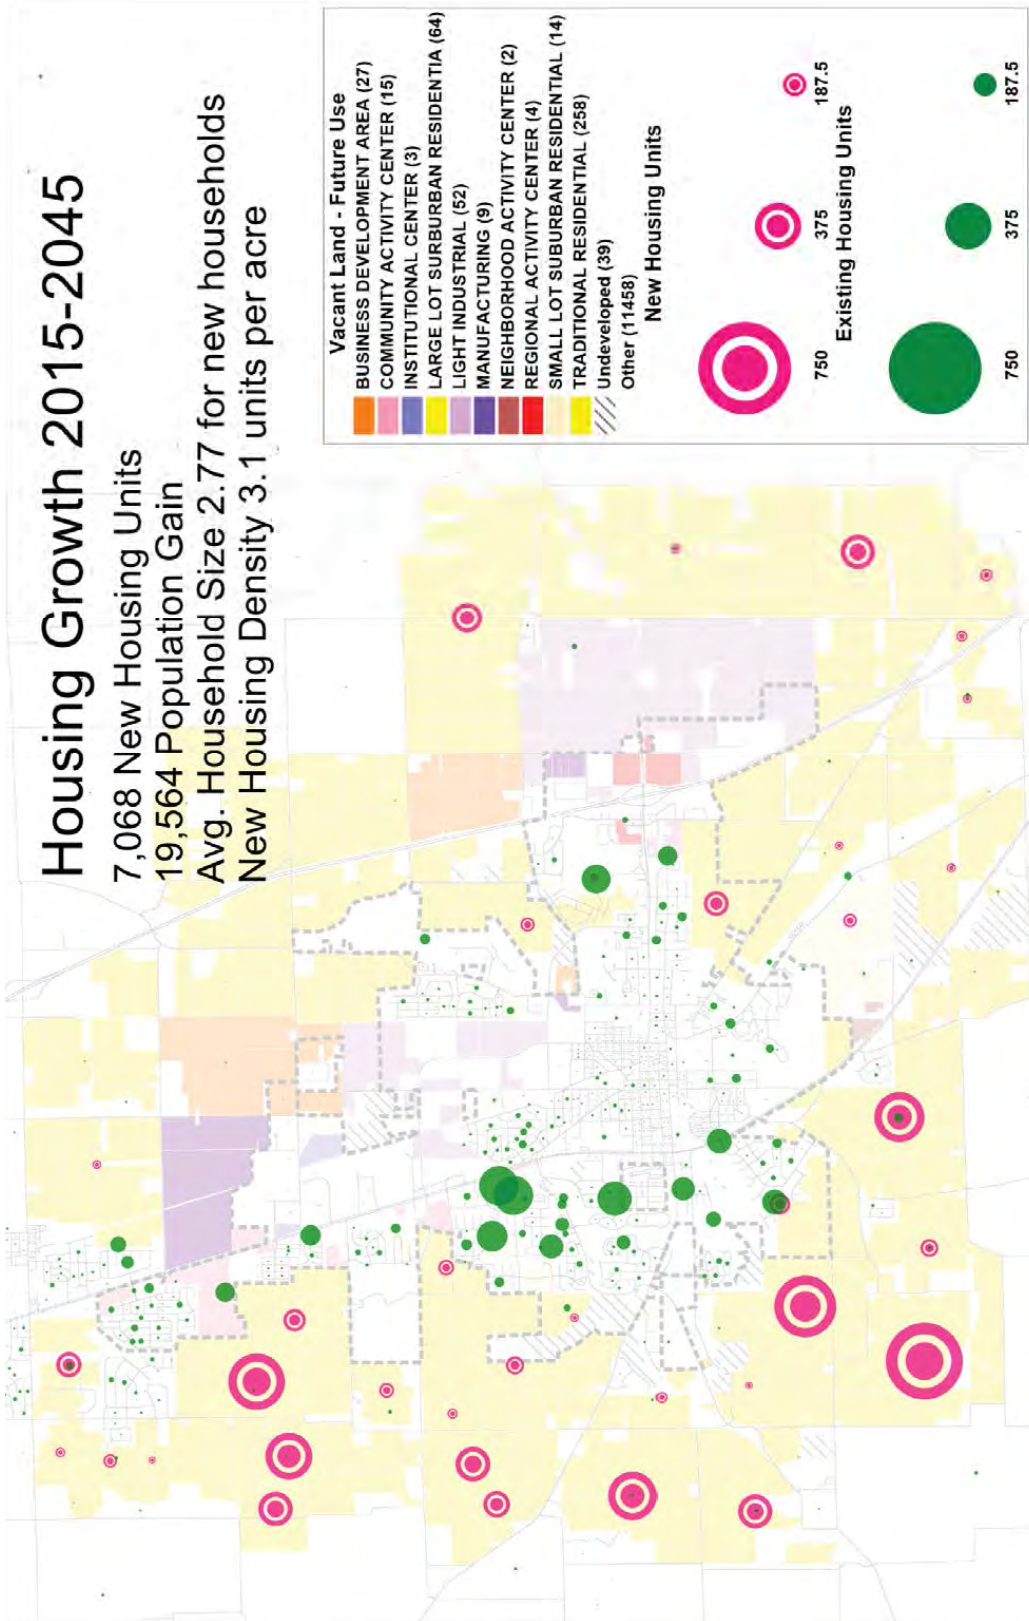 Housing Growth 2015-2045
7,068 New Housing Units
19,564 Population Gain
Avg. Household Size 2.77 for new households
New Housing Density 3.1 units per acre
Vacant Land - Future Use
BUSINESS DEVELOPMENT AREA (27)
COMMUNITY ACTIVITY CENTER (15)
INSTITUTIONAL CENTER (3)
LARGE LOT SURBURBAN RESIDENTIA (64)
LIGHT INDUSTRIAL (52)
MANUFACTURING (9)
NEIGHBORHOOD ACTIVITY CENTER (2)
REGIONAL ACTIVITY CENTER (4)
SMALL LOT SUBURBAN RESIDENTIAL (14)
TRADITIONAL RESIDENTIAL (258)
Undeveloped (39)
Other (11458)
New Housing Units
750 375 187.5
Existing Housing Units
750 375 187.5